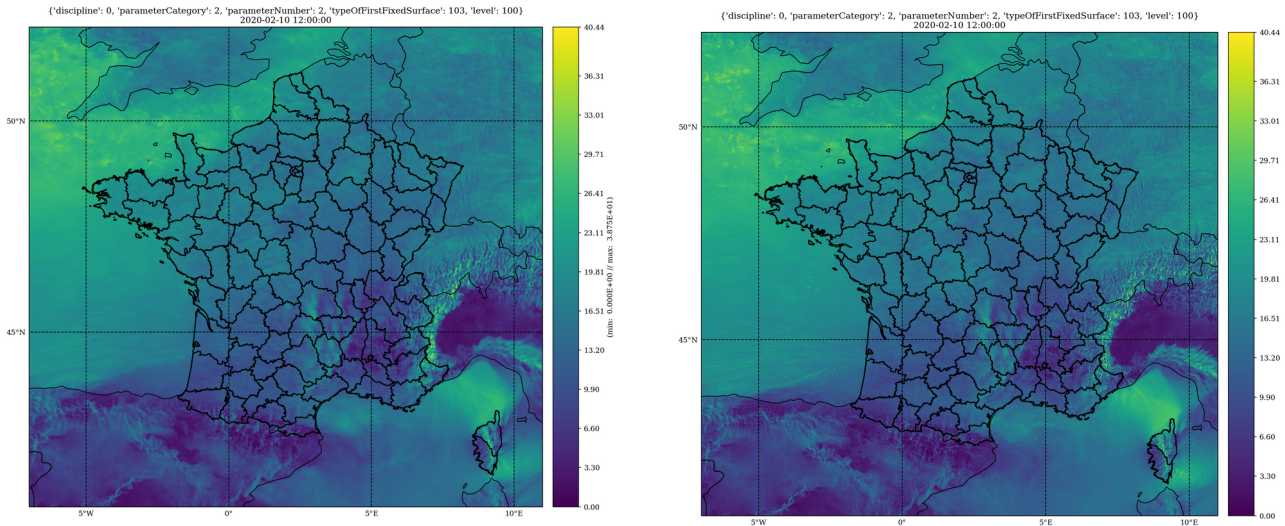 {'discipline': 0, 'parameterCategory': 2, 'parameterNumber': 2, 'typeOfFirstFixedSurface': 103, 'level': 100}
2020-02-10 12:00:00
50°N
45°N
5°W
0°
5°E
10°E
40.44
36.31
33.01
29.71
26.41
23.11
19.81
16.51
13.20
9.90
6.60
3.30
0.00
(min: 0.000E+00 // max: 3.875E+01)
{'discipline': 0, 'parameterCategory': 2, 'parameterNumber': 2, 'typeOfFirstFixedSurface': 103, 'level': 100}
2020-02-10 12:00:00
50°N
45°N
5°W
0°
5°E
10°E
40.44
36.31
33.01
29.71
26.41
23.11
19.81
16.51
13.20
9.90
6.60
3.30
0.00